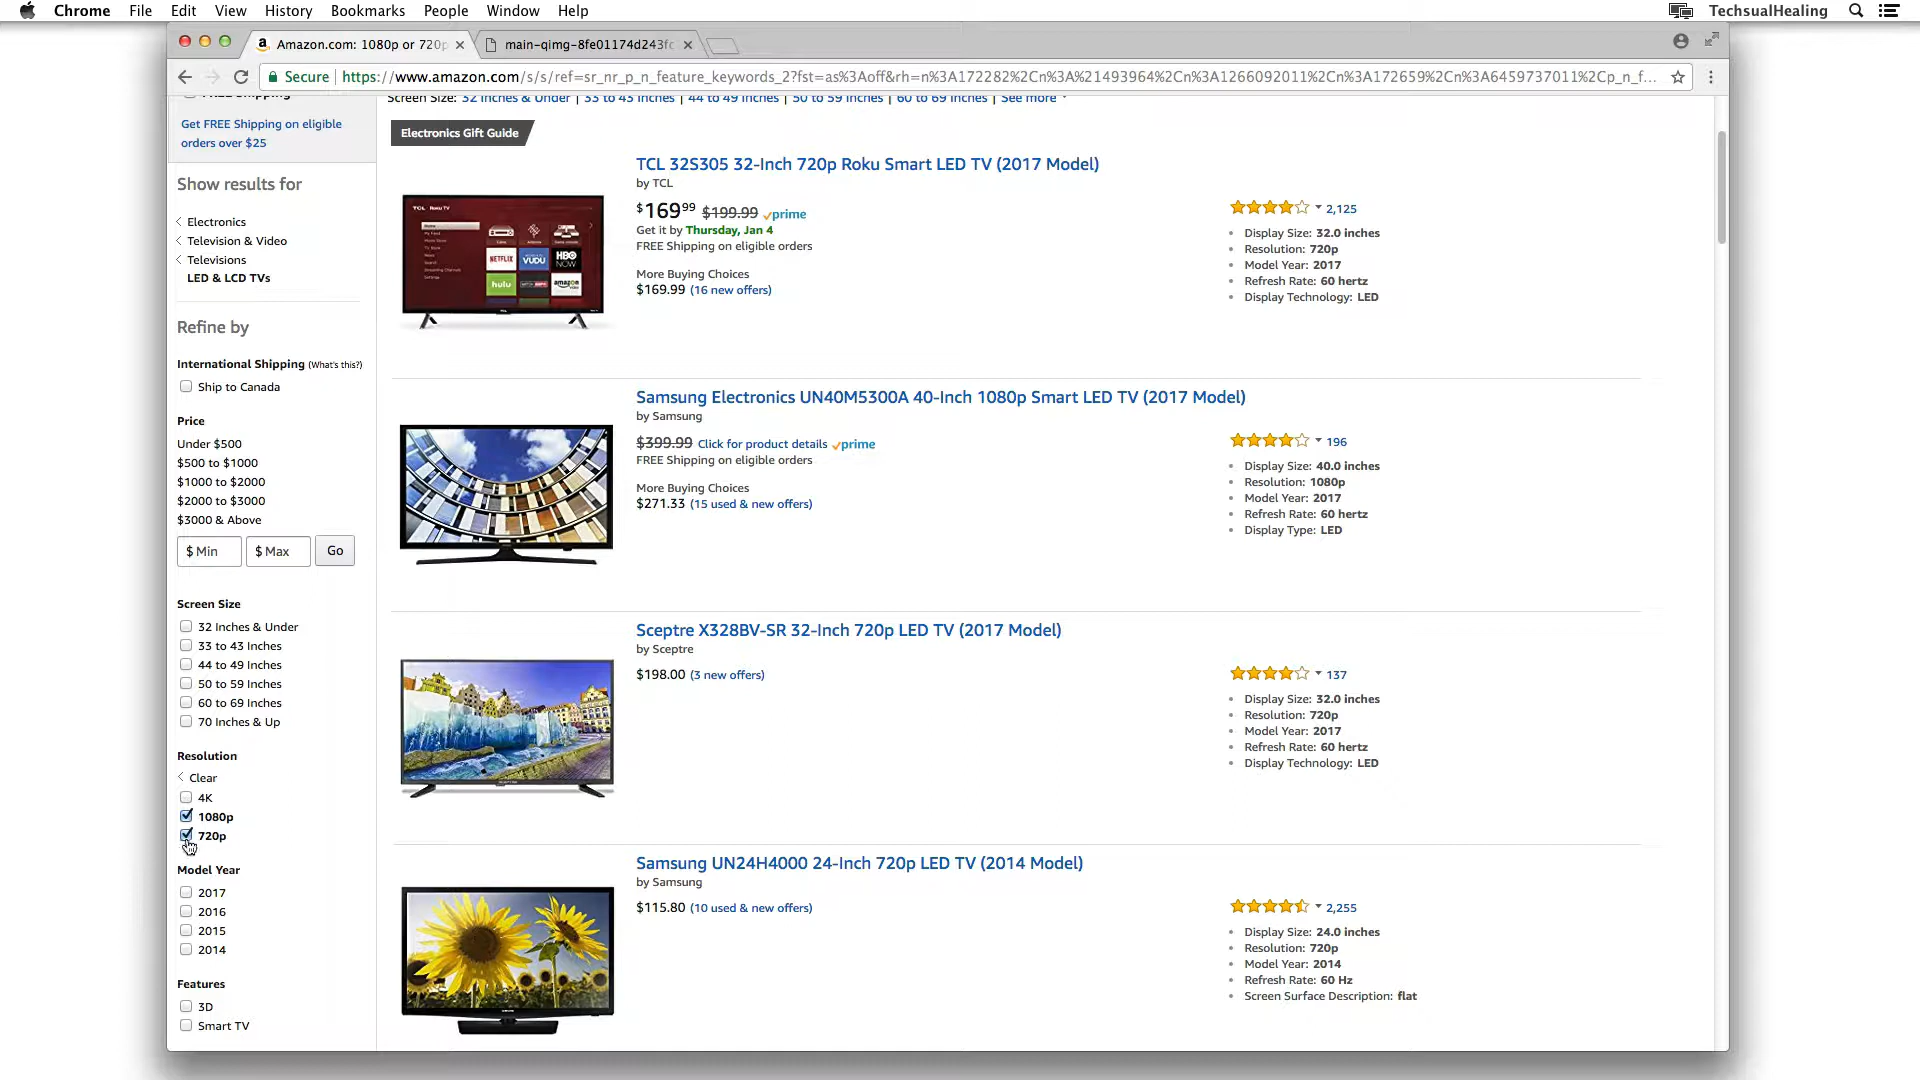 Chrome File Edit View History Bookmarks People Window Help TechsualHealing
Amazon.com: 1080p or 720p
main-qimg-8fe01174d243fc
Secure https://www.amazon.com/s/s/ref=sr_nr_p_n_feature_keywords_2?fst=as%3Aoff&rh=n%3A172282%2Cn%3A%21493964%2Cn%3A1266092011%2Cn%3A172659%2Cn%3A6459737011%2Cp_n_f...
FREE Shipping
Get FREE Shipping on eligible
orders over $25
Show results for
Electronics
Television & Video
Televisions
LED & LCD TVs
Refine by
International Shipping (What's this?)
Ship to Canada
Price
Under $500
$500 to $1000
$1000 to $2000
$2000 to $3000
$3000 & Above
$ Min $ Max Go
Screen Size
32 Inches & Under
33 to 43 Inches
44 to 49 Inches
50 to 59 Inches
60 to 69 Inches
70 Inches & Up
Resolution
Clear
4K
1080p
720p
Model Year
2017
2016
2015
2014
Features
3D
Smart TV
Screen Size: 32 Inches & Under | 33 to 43 Inches | 44 to 49 Inches | 50 to 59 Inches | 60 to 69 Inches | See more
Electronics Gift Guide
TCL 32S305 32-Inch 720p Roku Smart LED TV (2017 Model)
by TCL
$169 99 $199.99 prime
Get it by Thursday, Jan 4
FREE Shipping on eligible orders
More Buying Choices
$169.99 (16 new offers)
2,125
Display Size: 32.0 inches
Resolution: 720p
Model Year: 2017
Refresh Rate: 60 hertz
Display Technology: LED
TCL Roku TV
NETFLIX VUDU HBO NOW
hulu amazon
Samsung Electronics UN40M5300A 40-Inch 1080p Smart LED TV (2017 Model)
by Samsung
$399.99 Click for product details prime
FREE Shipping on eligible orders
More Buying Choices
$271.33 (15 used & new offers)
196
Display Size: 40.0 inches
Resolution: 1080p
Model Year: 2017
Refresh Rate: 60 hertz
Display Type: LED
Sceptre X328BV-SR 32-Inch 720p LED TV (2017 Model)
by Sceptre
$198.00 (3 new offers)
137
Display Size: 32.0 inches
Resolution: 720p
Model Year: 2017
Refresh Rate: 60 hertz
Display Technology: LED
Samsung UN24H4000 24-Inch 720p LED TV (2014 Model)
by Samsung
$115.80 (10 used & new offers)
2,255
Display Size: 24.0 inches
Resolution: 720p
Model Year: 2014
Refresh Rate: 60 Hz
Screen Surface Description: flat